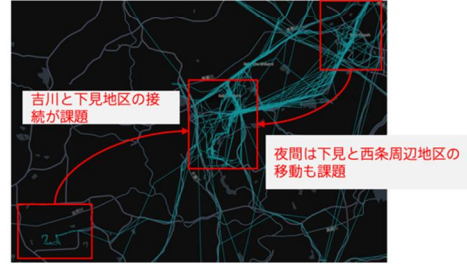 吉川と下見地区の接
続が課題
夜間は下見と西条周辺地区の
移動も課題